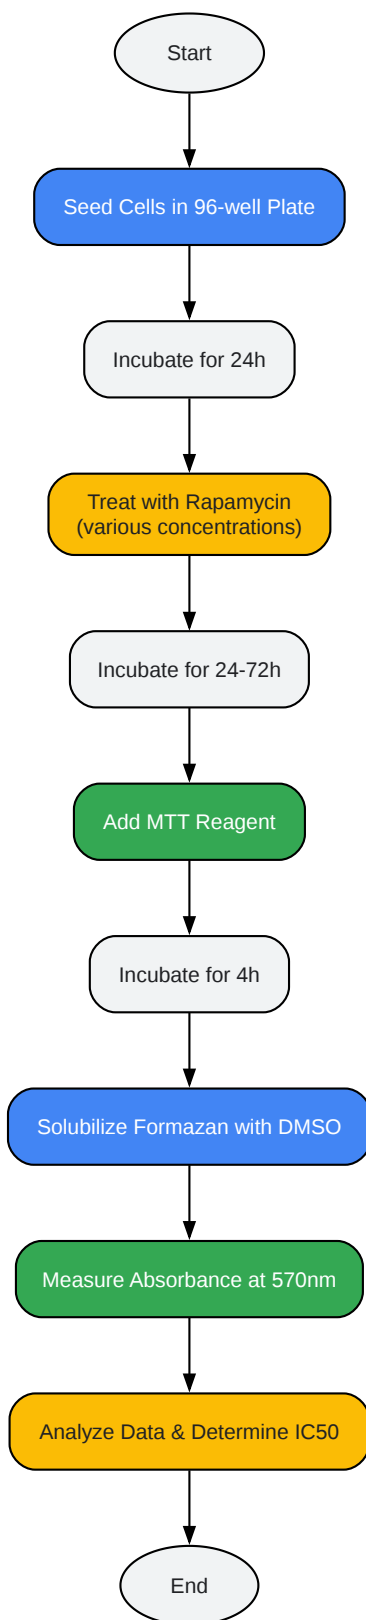 Start
Seed Cells in 96-well Plate
Incubate for 24h
Treat with Rapamycin
(various concentrations)
Incubate for 24-72h
Add MTT Reagent
Incubate for 4h
Solubilize Formazan with DMSO
Measure Absorbance at 570nm
Analyze Data & Determine IC50
End